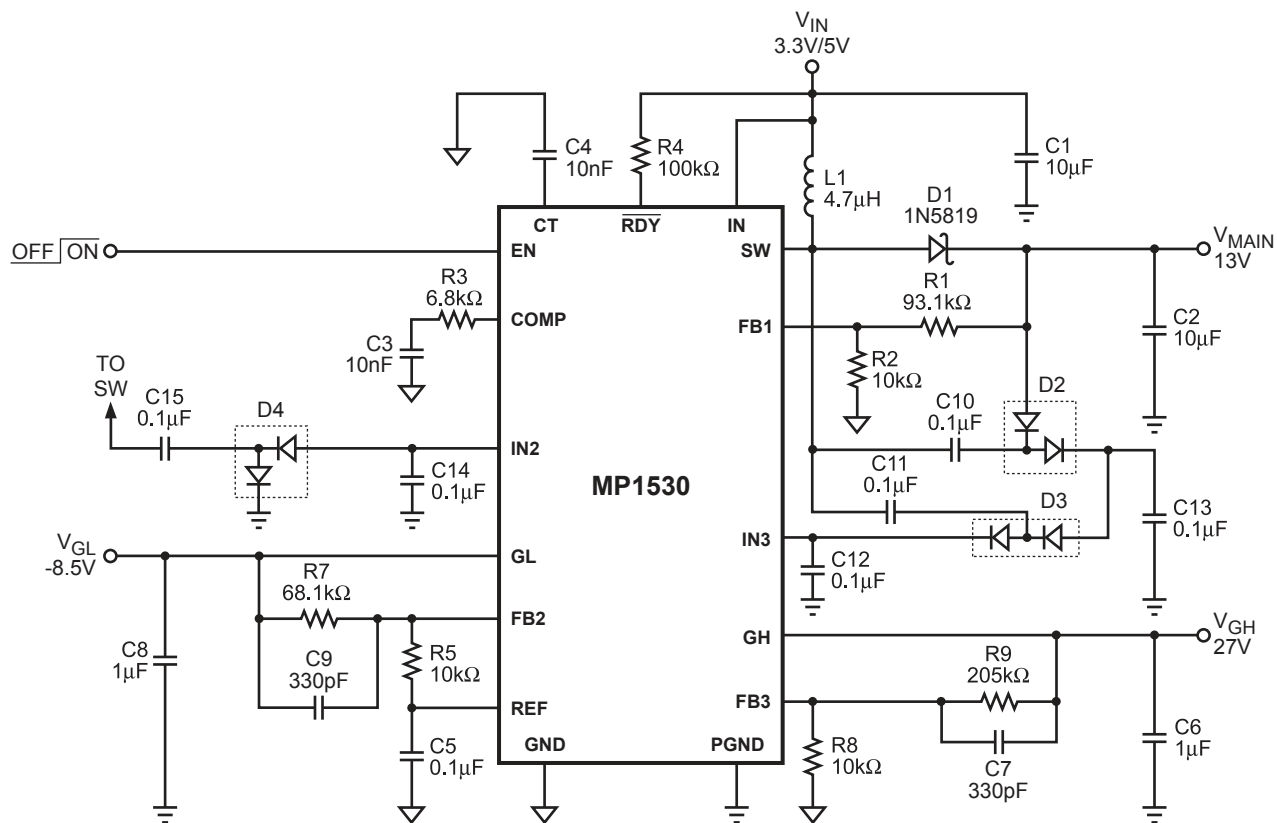 VIN
3.3V/5V
C4
10nF
R4
100kΩ
L1
4.7µH
C1
10µF
D1
1N5819
CT
RDY
IN
OFF ON
EN
SW
VMAIN
13V
R3
6.8kΩ
COMP
R1
93.1kΩ
FB1
C3
10nF
R2
10kΩ
C2
10µF
TO
SW
C15
0.1µF
D4
C10
0.1µF
D2
IN2
C14
0.1µF
MP1530
C11
0.1µF
D3
C13
0.1µF
IN3
C12
0.1µF
VGL
-8.5V
GL
R7
68.1kΩ
FB2
C8
1µF
C9
330pF
R5
10kΩ
REF
C5
0.1µF
GND
PGND
GH
VGH
27V
R9
205kΩ
FB3
R8
10kΩ
C7
330pF
C6
1µF